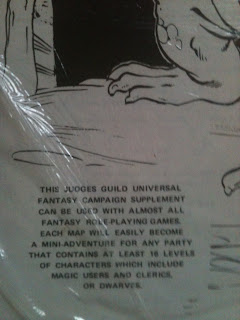 THIS JUDGES GUILD UNIVERSAL
FANTASY CAMPAIGN SUPPLEMENT
CAN BE USED WITH ALMOST ALL
FANTASY ROLE-PLAYING GAMES.
EACH MAP WILL EASILY BECOME
A MINI-ADVENTURE FOR ANY PARTY
THAT CONTAINS AT LEAST 18 LEVELS
OF CHARACTERS WHICH INCLUDE
MAGIC USERS AND CLERICS,
OR DWARVES.